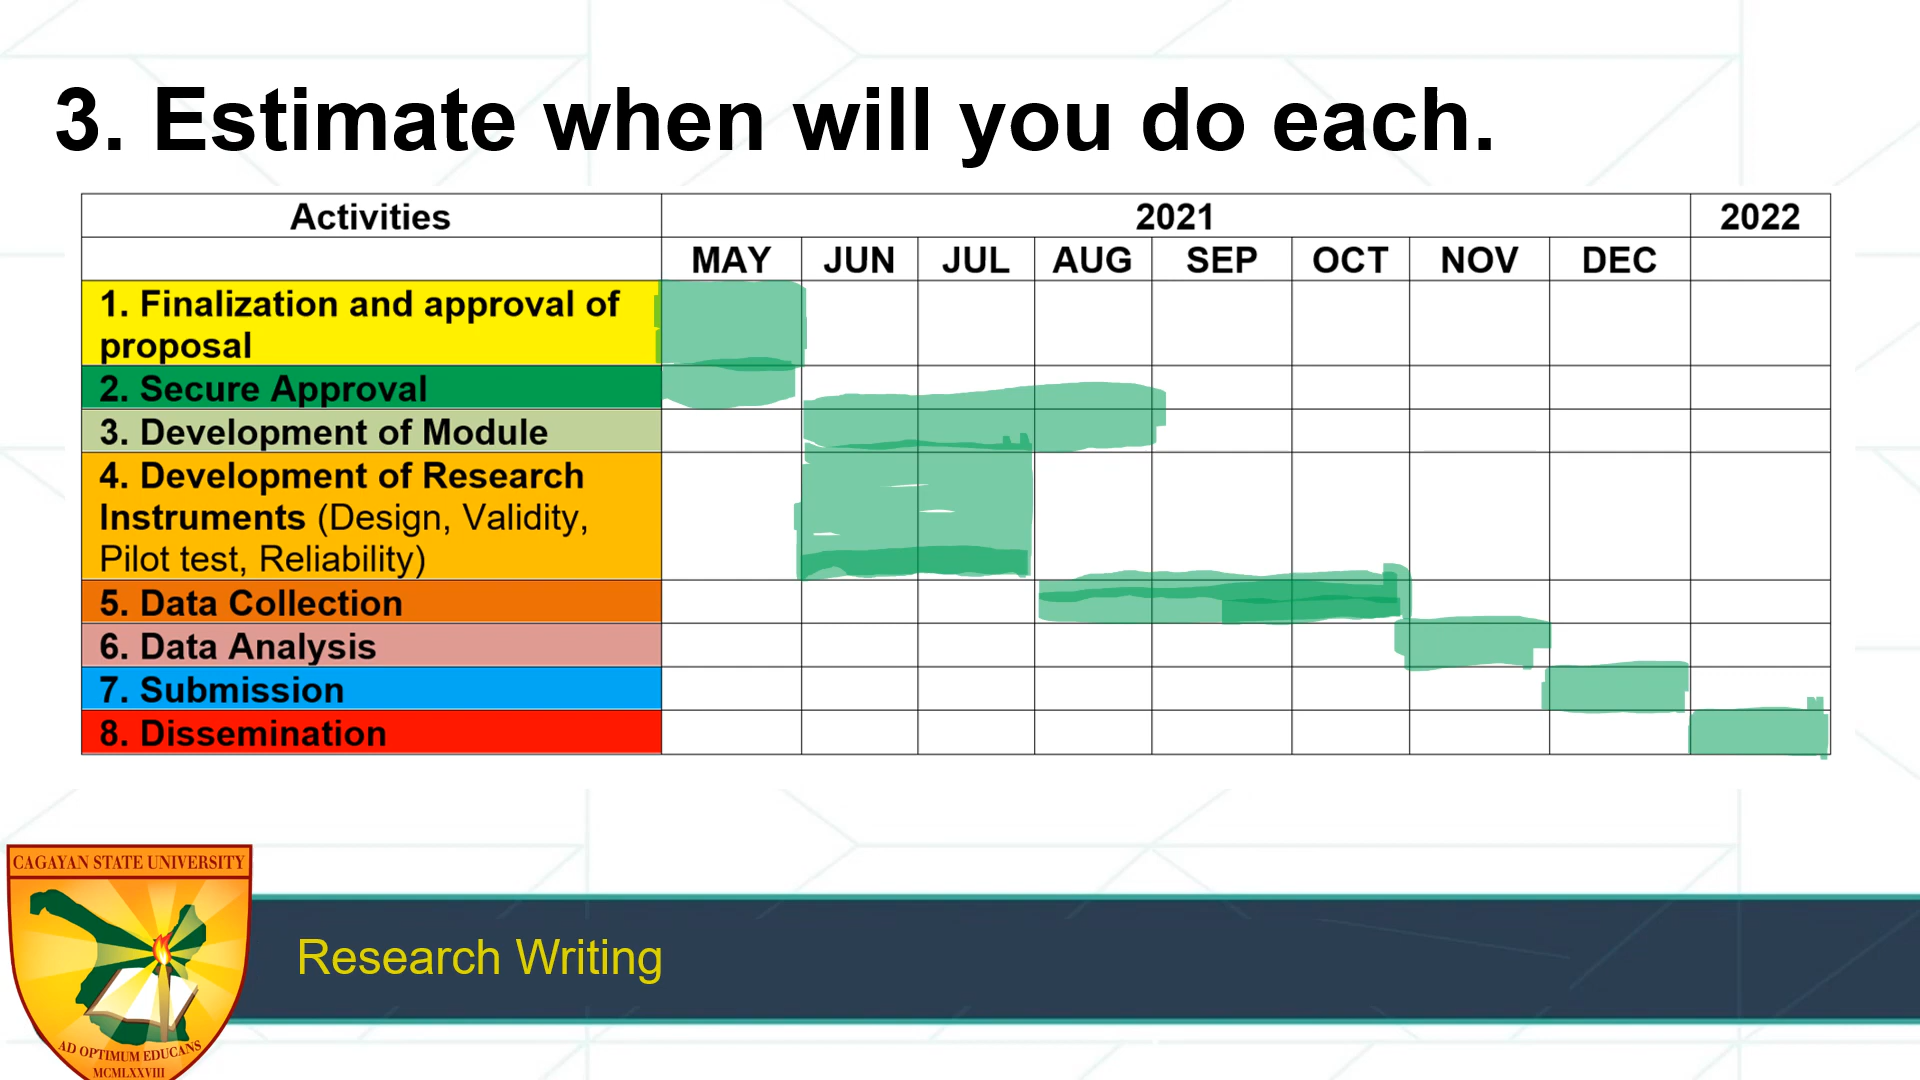 3. Estimate when will you do each.
Activities 2021 2022
MAY JUN JUL AUG SEP OCT NOV DEC
1. Finalization and approval of
proposal
2. Secure Approval
3. Development of Module
4. Development of Research
Instruments (Design, Validity,
Pilot test, Reliability)
5. Data Collection
6. Data Analysis
7. Submission
8. Dissemination
CAGAYAN STATE UNIVERSITY
Research Writing
AD OPTIMUM EDUCANS
MCMLXXVIII